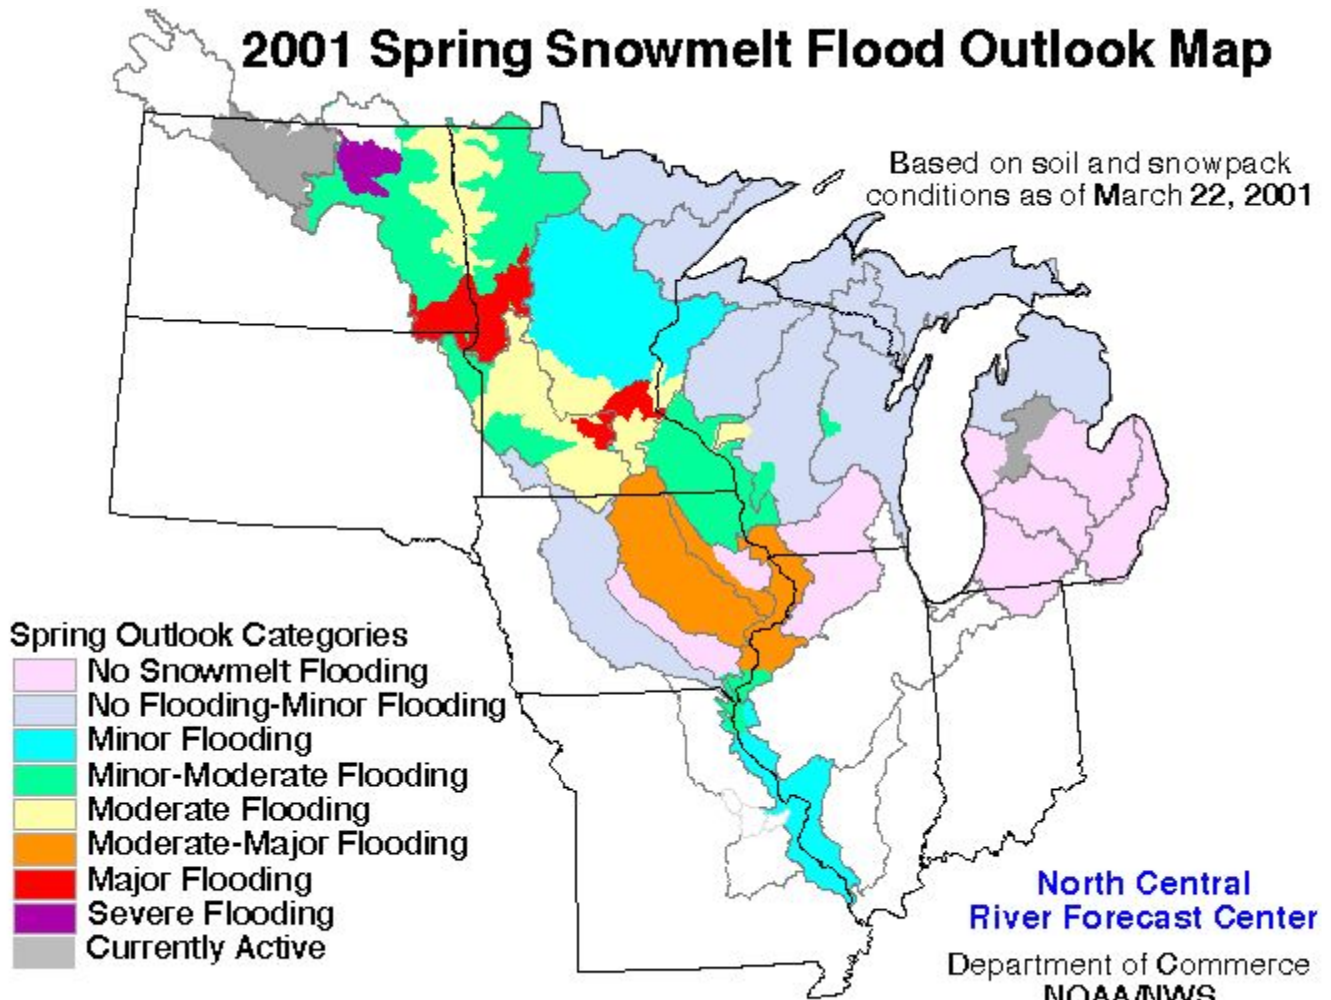 2001 Spring Snowmelt Flood Outlook Map
Based on soil and snowpack
conditions as of March 22, 2001
Spring Outlook Categories
No Snowmelt Flooding
No Flooding-Minor Flooding
Minor Flooding
Minor-Moderate Flooding
Moderate Flooding
Moderate-Major Flooding
Major Flooding
Severe Flooding
Currently Active
North Central
River Forecast Center
Department of Commerce
NOAA/NWS